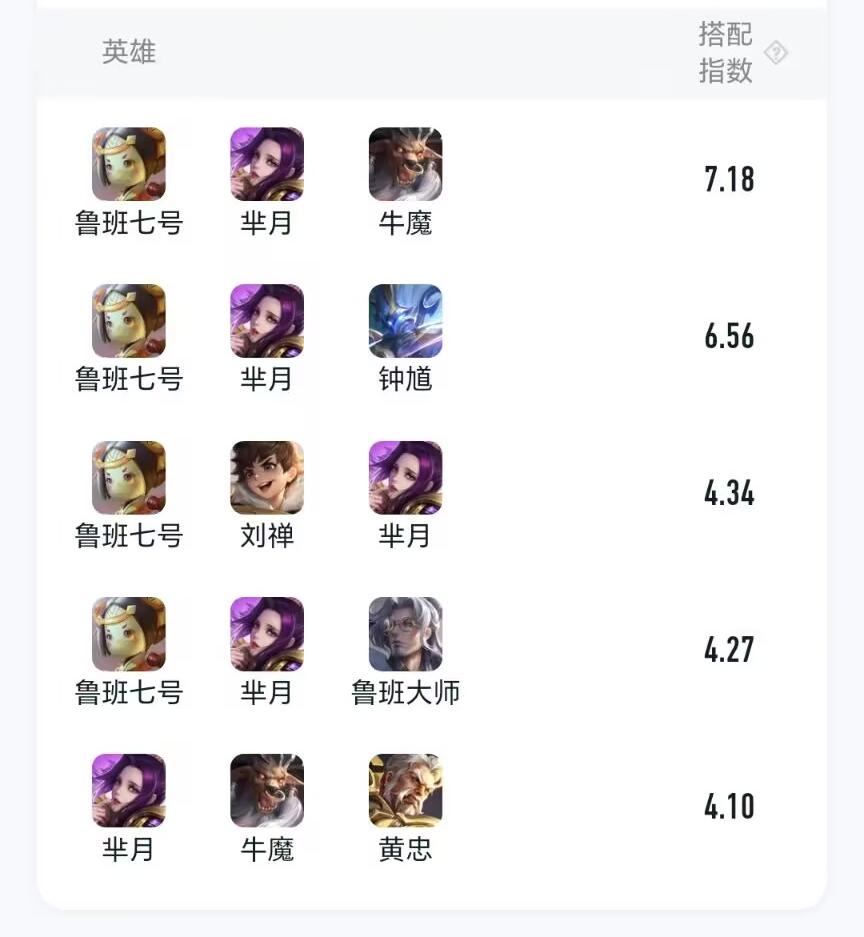 英雄
搭配
指数
?
鲁班七号 芈月 牛魔 7.18
鲁班七号 芈月 钟馗 6.56
鲁班七号 刘禅 芈月 4.34
鲁班七号 芈月 鲁班大师 4.27
芈月 牛魔 黄忠 4.10